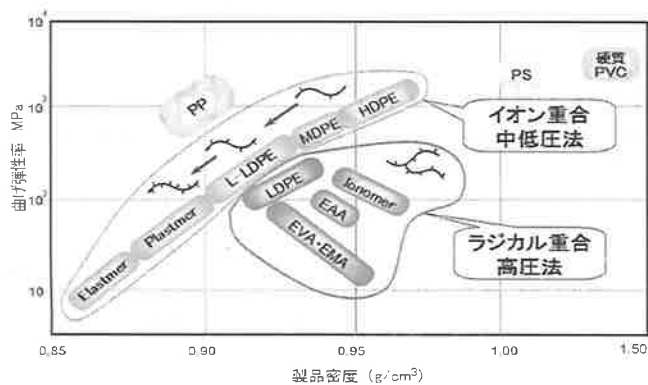 曲げ弾性率 MPa
10⁴
10³
10²
10
PP
PS
硬質
PVC
HDPE
MDPE
L-LDPE
Plastmer
Elastmer
LDPE
Ionomer
EAA
EVA・EMA
イオン重合
中低圧法
ラジカル重合
高圧法
0.85
0.90
0.95
1.00
1.50
製品密度 (g/cm³)